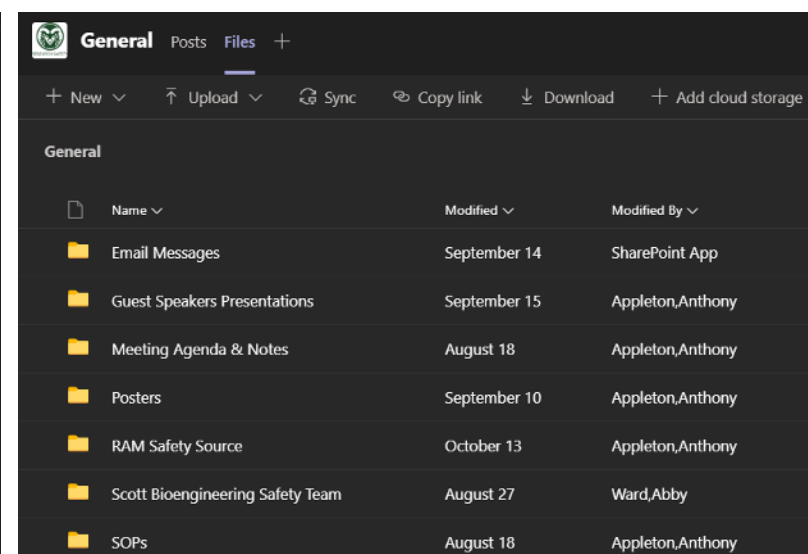 General Posts Files
New Upload Sync Copy link Download Add cloud storage
General
Name Modified Modified By
Email Messages September 14 SharePoint App
Guest Speakers Presentations September 15 Appleton,Anthony
Meeting Agenda & Notes August 18 Appleton,Anthony
Posters September 10 Appleton,Anthony
RAM Safety Source October 13 Appleton,Anthony
Scott Bioengineering Safety Team August 27 Ward,Abby
SOPs August 18 Appleton,Anthony